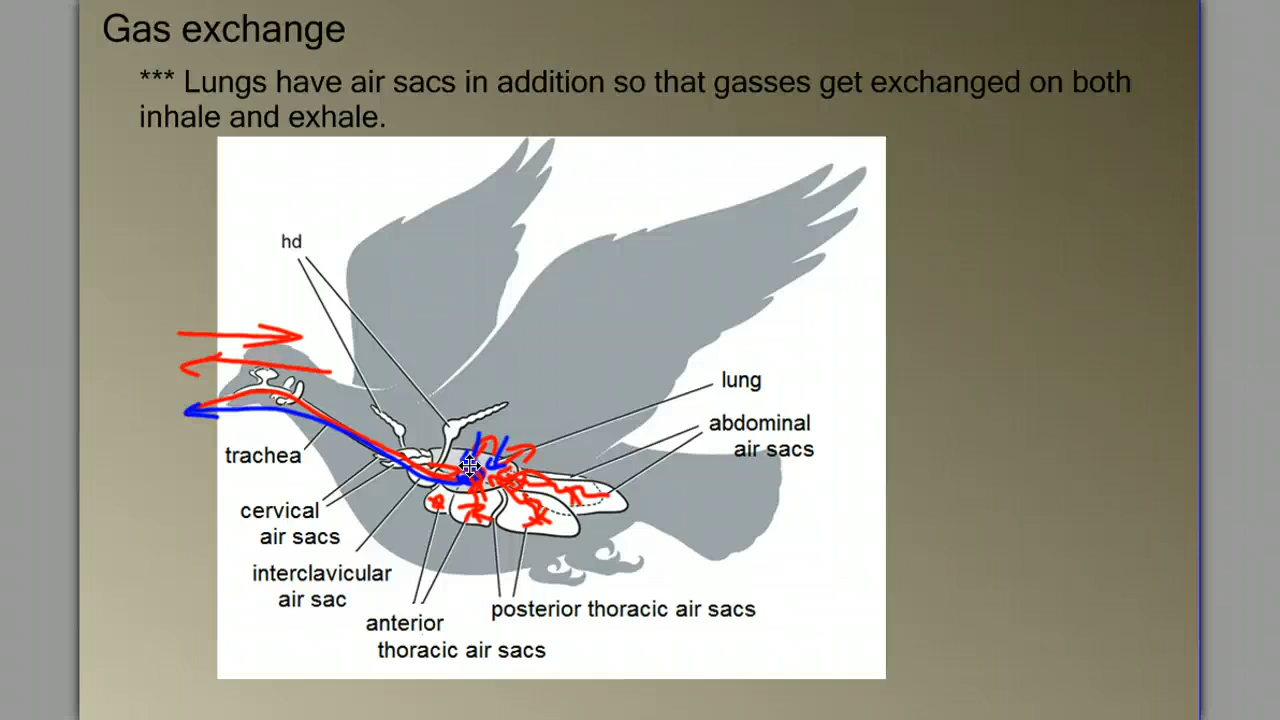 Gas exchange
*** Lungs have air sacs in addition so that gasses get exchanged on both
inhale and exhale.
hd
lung
abdominal
air sacs
trachea
cervical
air sacs
interclavicular
air sac
anterior
thoracic air sacs
posterior thoracic air sacs